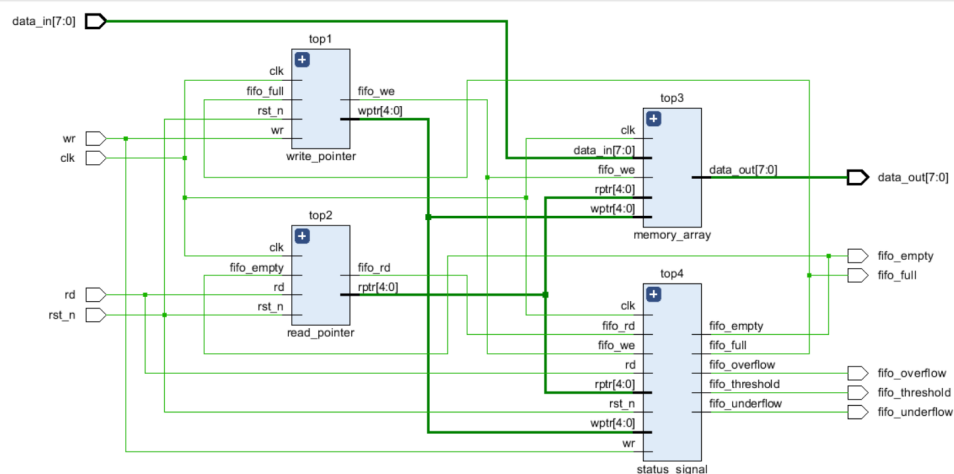 data_in[7:0]
wr
clk
rd
rst_n
top1
clk
fifo_full
rst_n
wr
fifo_we
wptr[4:0]
write_pointer
top2
clk
fifo_empty
rd
rst_n
fifo_rd
rptr[4:0]
read_pointer
top3
clk
data_in[7:0]
fifo_we
rptr[4:0]
wptr[4:0]
data_out[7:0]
memory_array
top4
clk
fifo_rd
fifo_we
rd
rptr[4:0]
rst_n
wptr[4:0]
wr
fifo_empty
fifo_full
fifo_overflow
fifo_threshold
fifo_underflow
status_signal
data_out[7:0]
fifo_empty
fifo_full
fifo_overflow
fifo_threshold
fifo_underflow